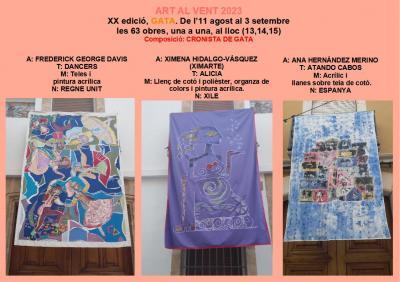 ART AL VENT 2023
XX edició, GATA. De l'11 agost al 3 setembre
les 63 obres, una a una, al lloc (13,14,15)
Composició: CRONISTA DE GATA
A: FREDERICK GEORGE DAVIS
T: DANCERS
M: Teles i
pintura acrílica
N: REGNE UNIT
A: XIMENA HIDALGO-VÁSQUEZ
(XIMARTE)
T: ALICIA
M: Llenç de cotó i polièster, organza de
colors i pintura acrílica.
N: XILE
A: ANA HERNÁNDEZ MERINO
T: ATANDO CABOS
M: Acrílic i
llanes sobre tela de cotó.
N: ESPANYA